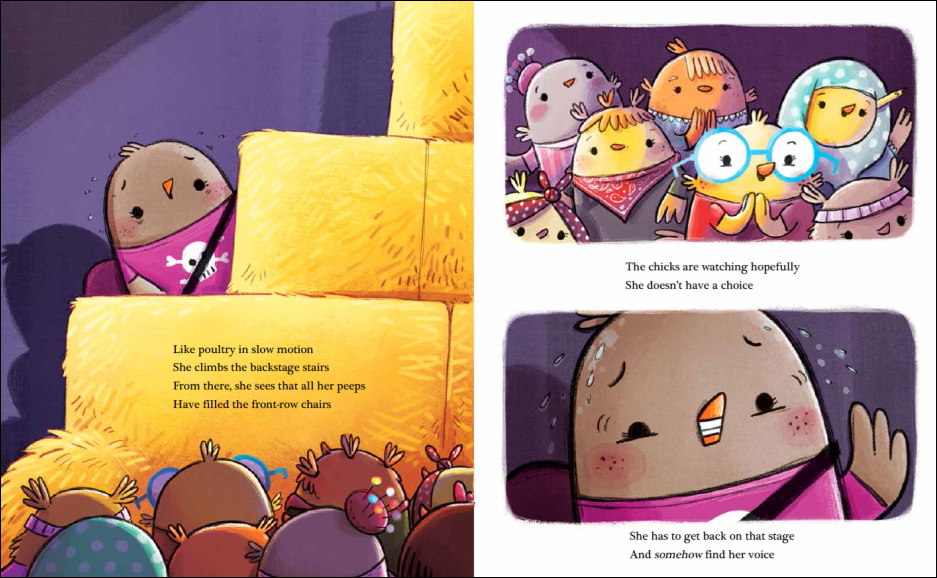 Like poultry in slow motion
She climbs the backstage stairs
From there, she sees that all her peeps
Have filled the front-row chairs
The chicks are watching hopefully
She doesn't have a choice
She has to get back on that stage
And somehow find her voice